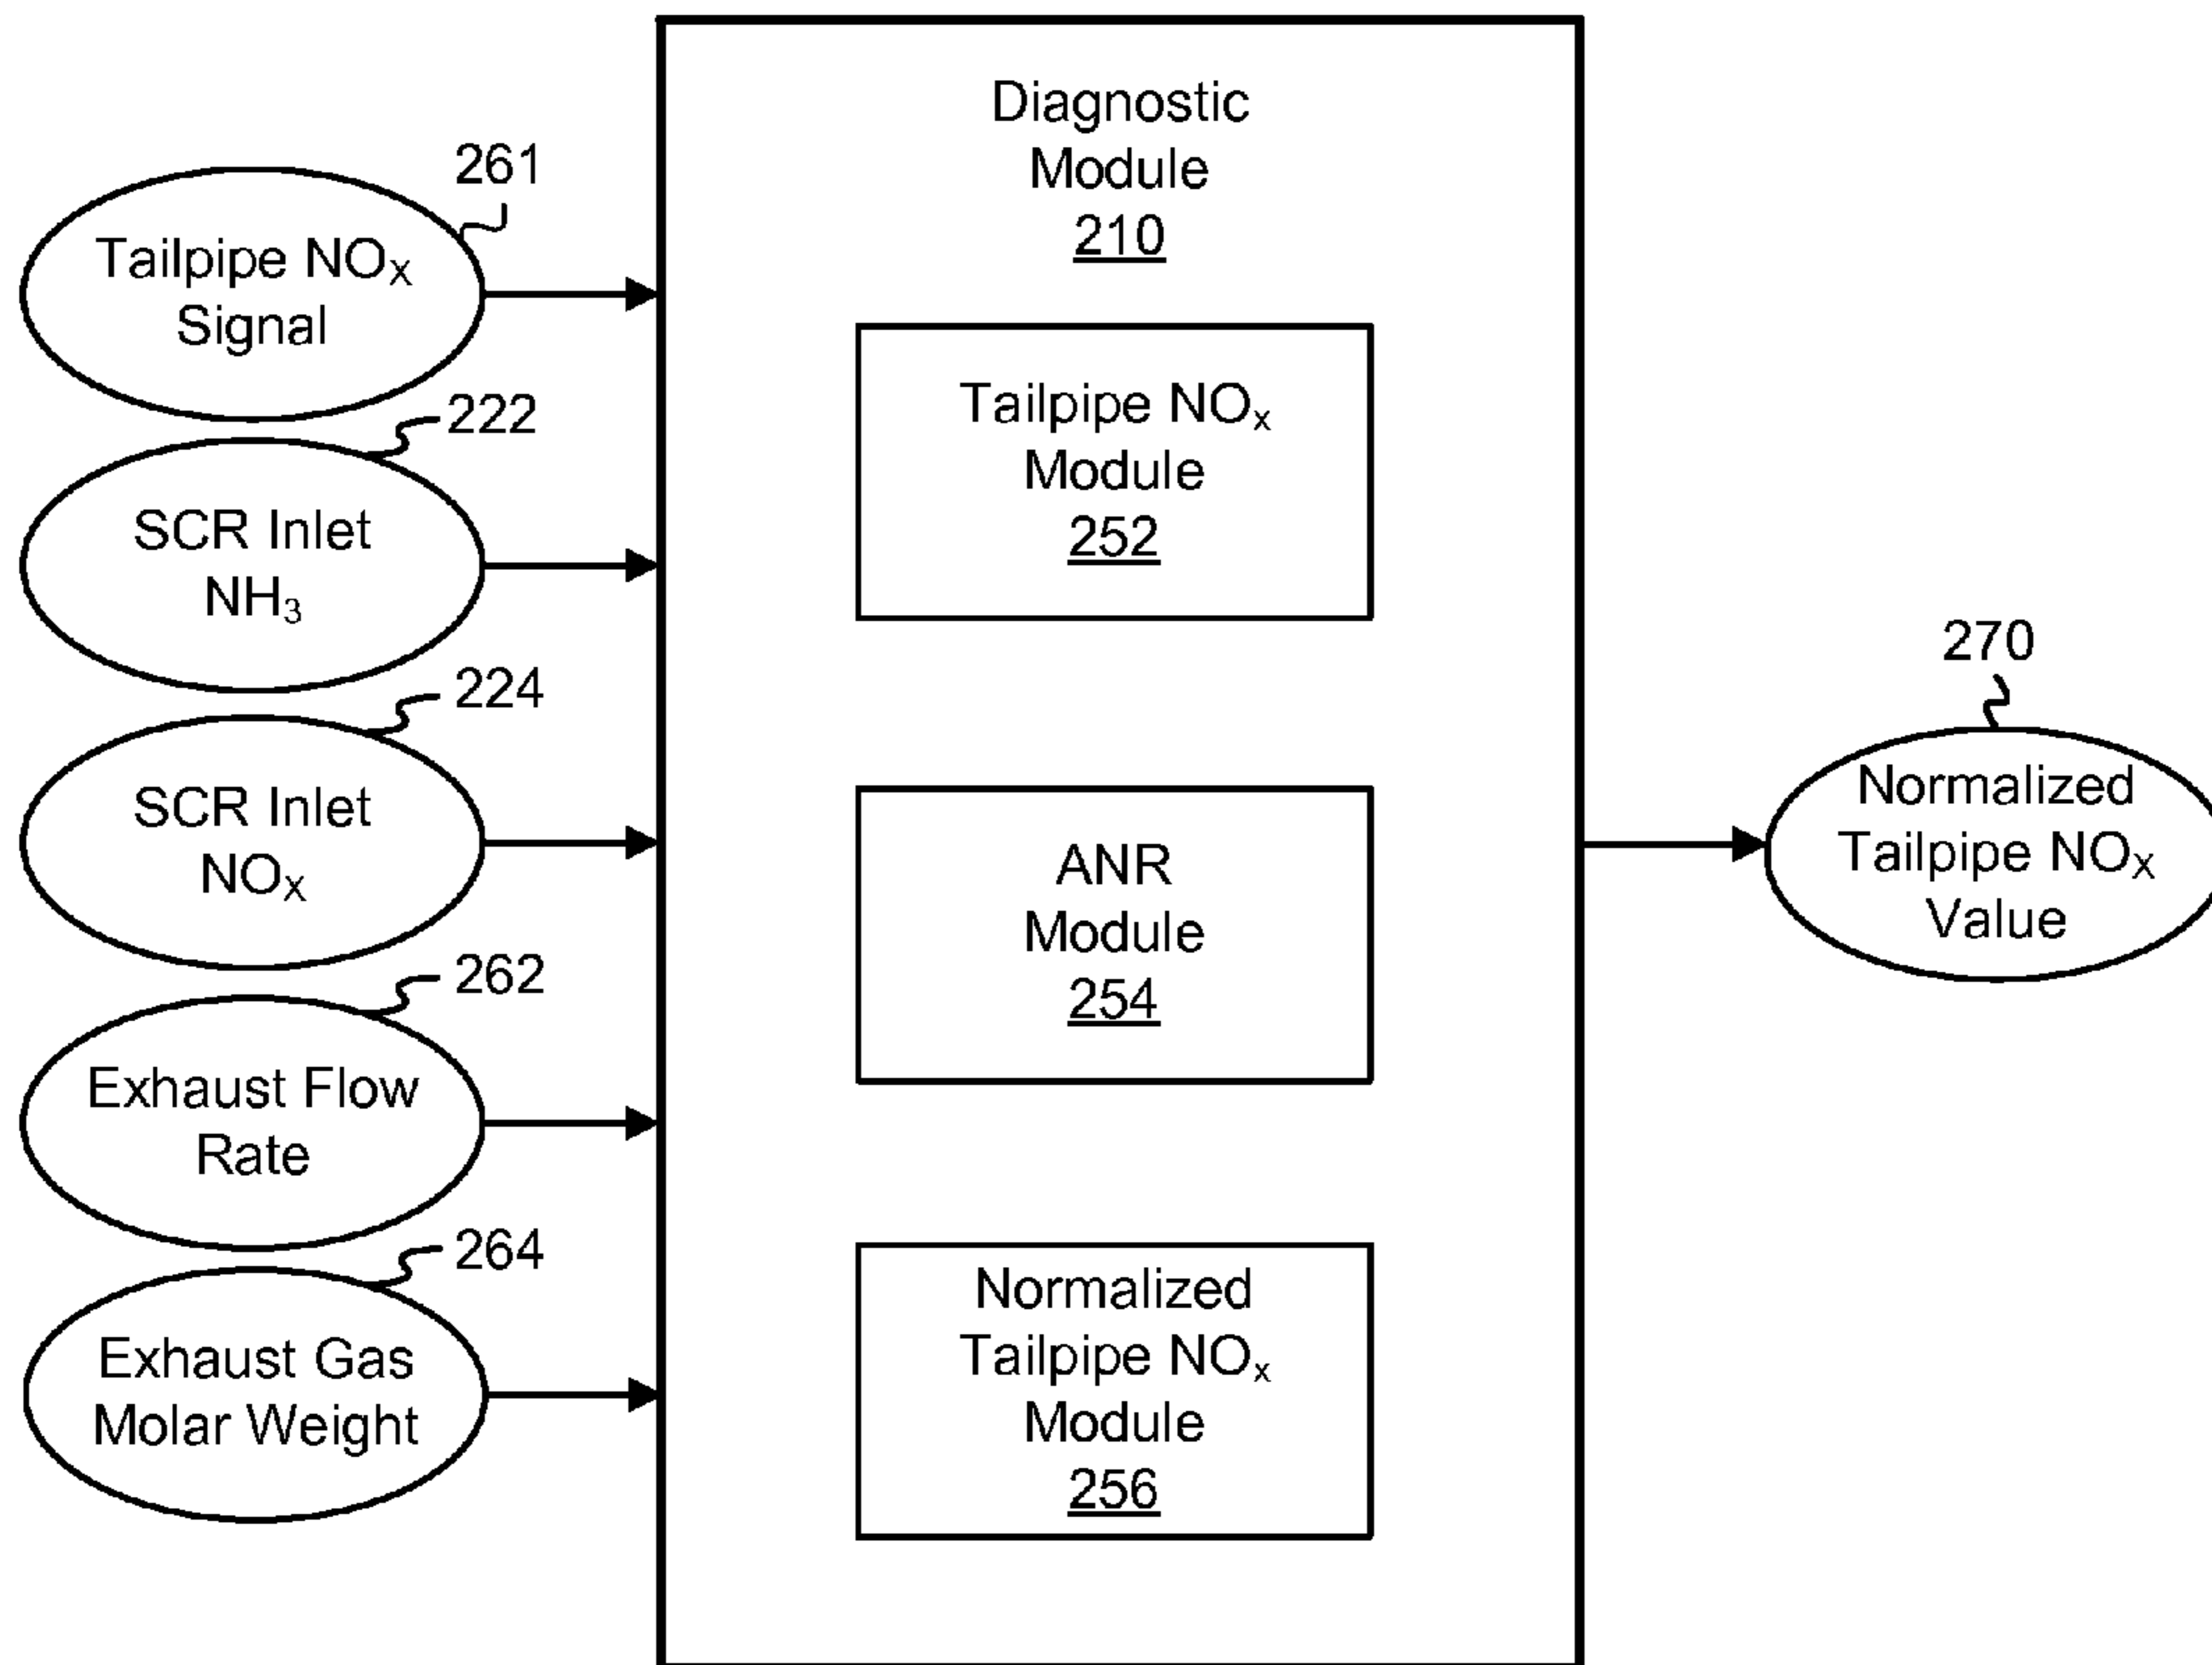 261
Tailpipe NOX
Signal
222
SCR Inlet
NH3
224
SCR Inlet
NOX
262
Exhaust Flow
Rate
264
Exhaust Gas
Molar Weight
Diagnostic
Module
210
Tailpipe NOx
Module
252
ANR
Module
254
Normalized
Tailpipe NOx
Module
256
270
Normalized
Tailpipe NOX
Value